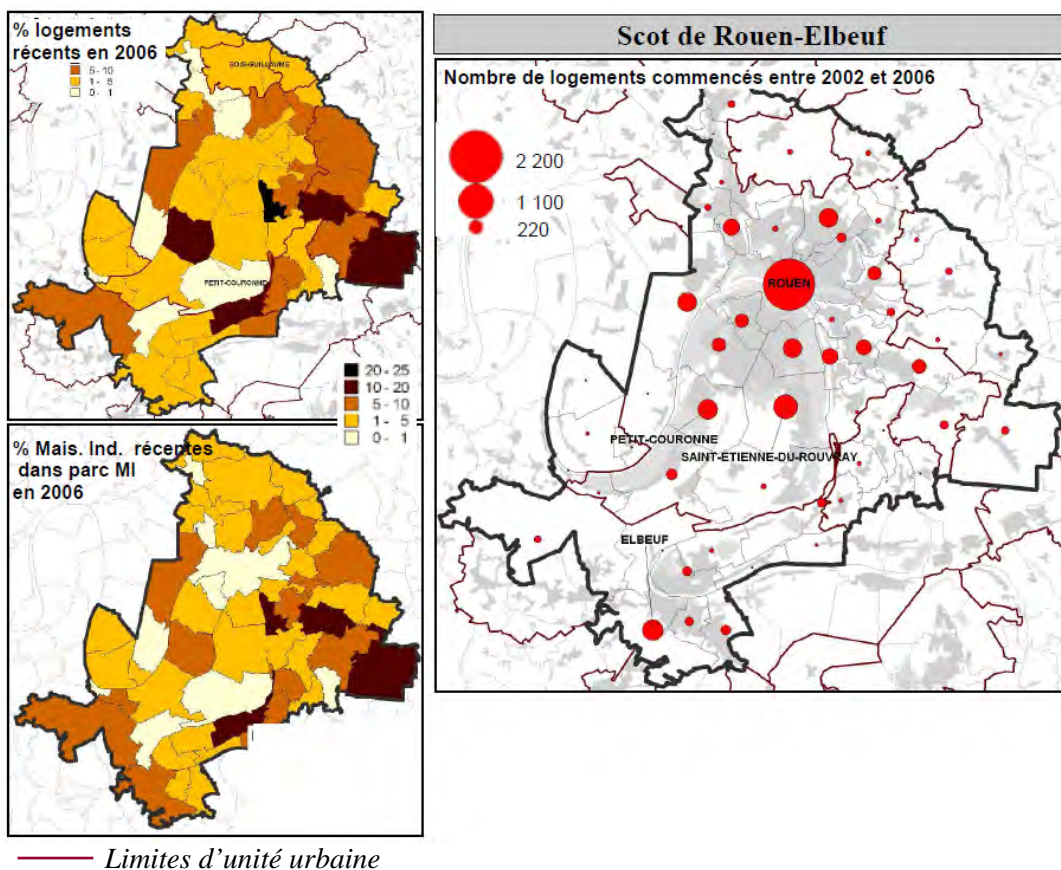 % logements
récents en 2006
5 - 10
1 - 5
0 - 1
BOIS-GUILLAUME
PETIT-COURONNE
20 - 25
10 - 20
5 - 10
1 - 5
0 - 1
% Mais. Ind. récentes
dans parc MI
en 2006
Limites d'unité urbaine
Scot de Rouen-Elbeuf
Nombre de logements commencés entre 2002 et 2006
2 200
1 100
220
ROUEN
PETIT-COURONNE
SAINT-ETIENNE-DU-ROUVRAY
ELBEUF